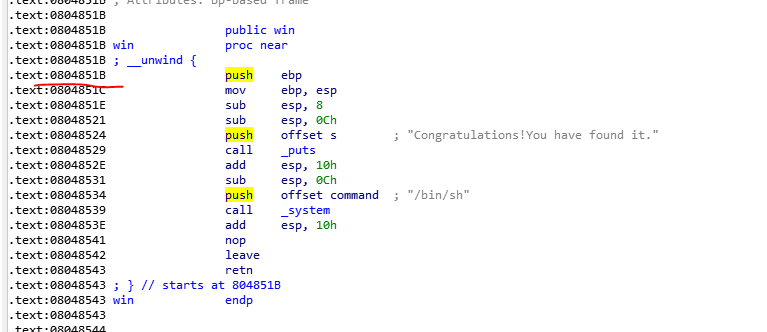 .text:0804851B ; Attributes: bp-based frame
.text:0804851B
.text:0804851B public win
.text:0804851B win proc near
.text:0804851B ; __unwind {
.text:0804851B push ebp
.text:0804851C mov ebp, esp
.text:0804851E sub esp, 8
.text:08048521 sub esp, 0Ch
.text:08048524 push offset s ; "Congratulations!You have found it."
.text:08048529 call _puts
.text:0804852E add esp, 10h
.text:08048531 sub esp, 0Ch
.text:08048534 push offset command ; "/bin/sh"
.text:08048539 call _system
.text:0804853E add esp, 10h
.text:08048541 nop
.text:08048542 leave
.text:08048543 retn
.text:08048543 ; } // starts at 804851B
.text:08048543 win endp
.text:08048543
.text:08048544